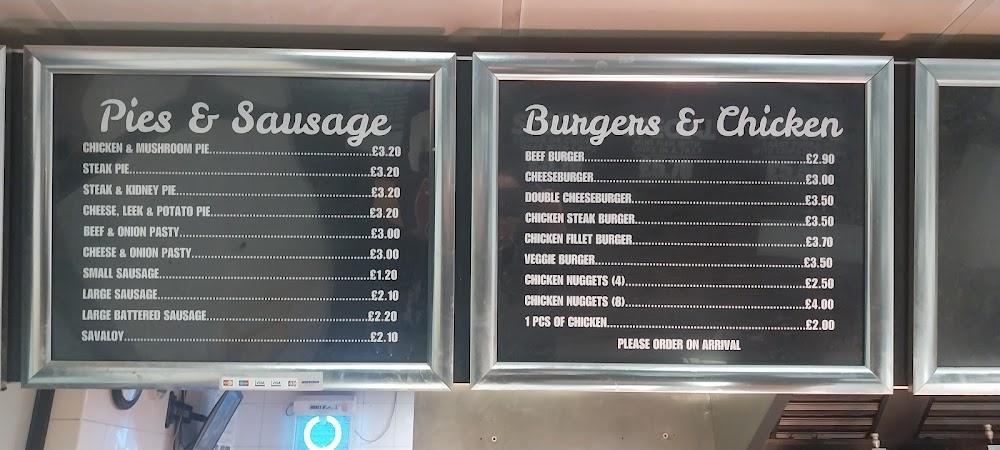 Pies & Sausage
CHICKEN & MUSHROOM PIE £3.20
STEAK PIE £3.20
STEAK & KIDNEY PIE £3.20
CHEESE, LEEK & POTATO PIE £3.20
BEEF & ONION PASTY £3.00
CHEESE & ONION PASTY £3.00
SMALL SAUSAGE £1.20
LARGE SAUSAGE £2.10
LARGE BATTERED SAUSAGE £2.20
SAVALOY £2.10
Burgers & Chicken
BEEF BURGER £2.90
CHEESEBURGER £3.00
DOUBLE CHEESEBURGER £3.50
CHICKEN STEAK BURGER £3.50
CHICKEN FILLET BURGER £3.70
VEGGIE BURGER £3.50
CHICKEN NUGGETS (4) £2.50
CHICKEN NUGGETS (8) £4.00
1 PCS OF CHICKEN £2.00
PLEASE ORDER ON ARRIVAL
VISA VISA